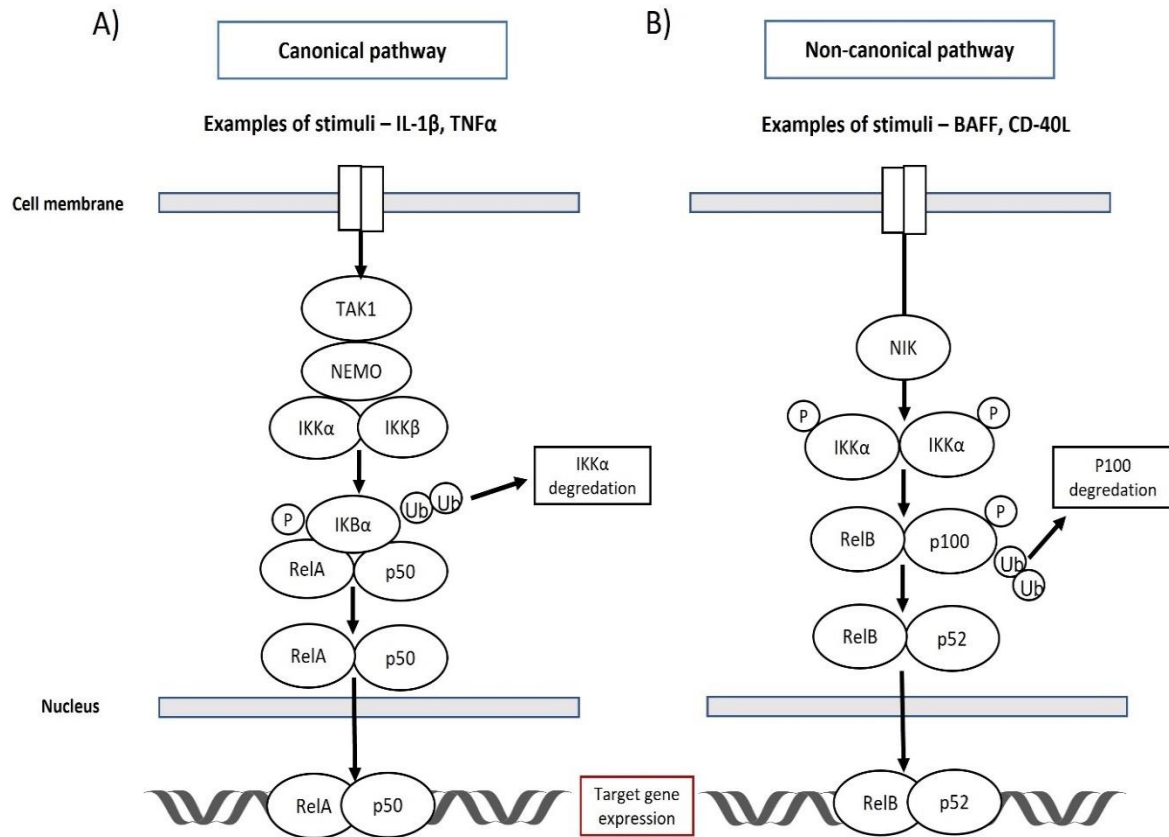 A)
Canonical pathway
Examples of stimuli – IL-1β, TNFα
Cell membrane
TAK1
NEMO
IKKα
IKKβ
IKKα
degredation
P
IKBα
Ub
Ub
RelA
p50
RelA
p50
Nucleus
RelA
p50
Target gene
expression
B)
Non-canonical pathway
Examples of stimuli – BAFF, CD-40L
NIK
P
P
IKKα
IKKα
P100
degredation
P
RelB
p100
Ub
Ub
RelB
p52
RelB
p52